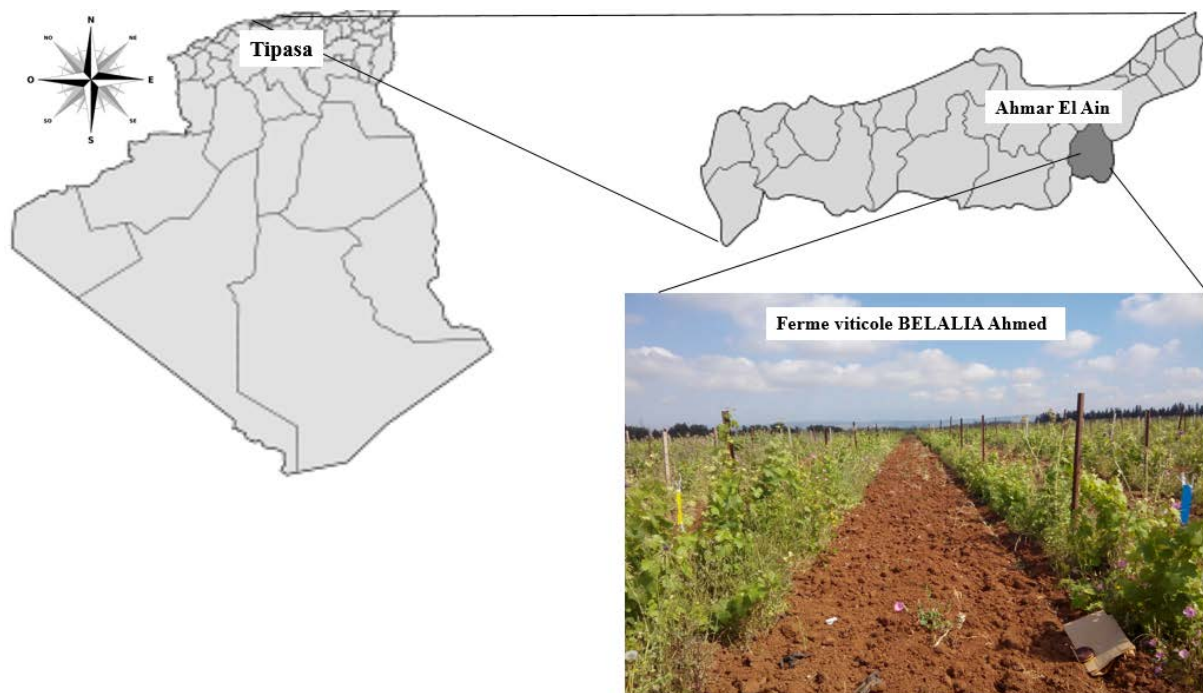 N
NO
NE
O
E
SO
SE
S
Tipasa
Ahmar El Ain
Ferme viticole BELALIA Ahmed